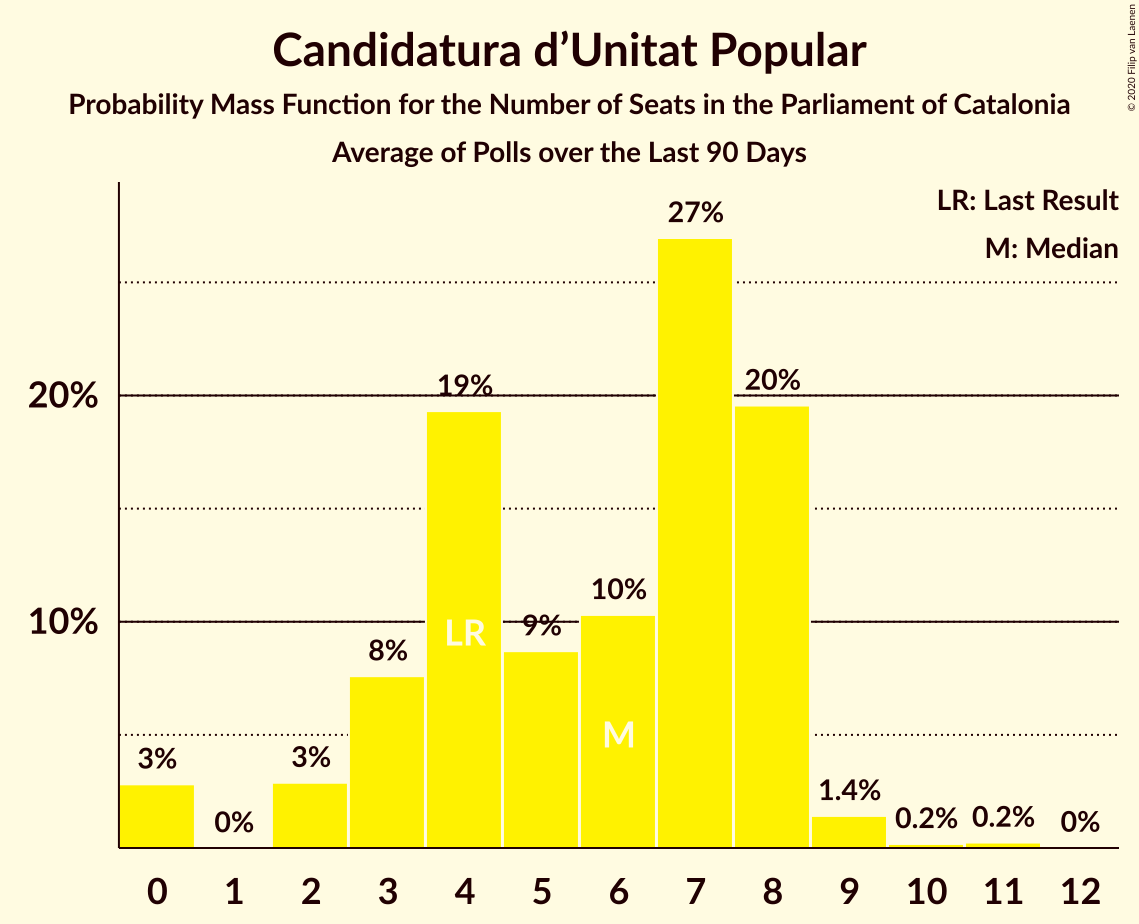 Candidatura d’Unitat Popular
Probability Mass Function for the Number of Seats in the Parliament of Catalonia
Average of Polls over the Last 90 Days
© 2020 Filip van Laenen
LR: Last Result
M: Median
27%
20%
19%
20%
10%
10%
9%
8%
LR
M
3%
0%
3%
1.4%
0.2%
0.2%
0%
0 1 2 3 4 5 6 7 8 9 10 11 12